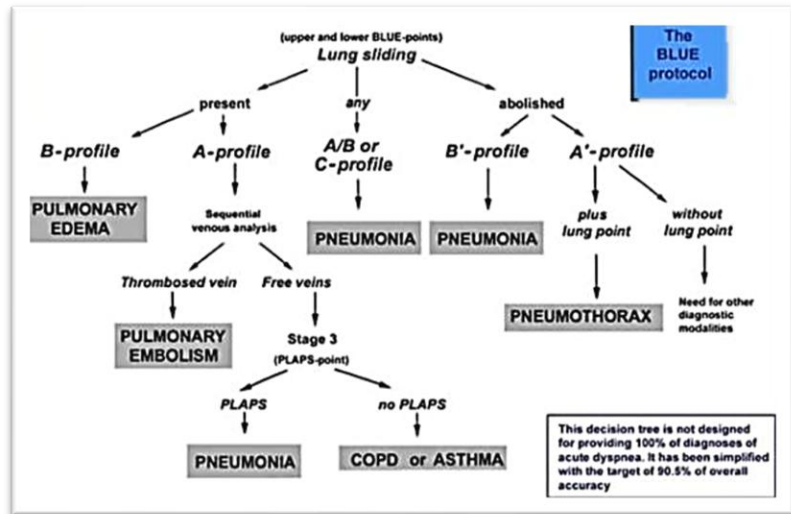 (upper and lower BLUE-points)
Lung sliding
The
BLUE
protocol
present
any
abolished
B-profile
A-profile
A/B or
C-profile
B'-profile
A'-profile
PULMONARY
EDEMA
Sequential
venous analysis
PNEUMONIA
PNEUMONIA
plus
lung point
without
lung point
Thrombosed vein
Free veins
PULMONARY
EMBOLISM
Stage 3
(PLAPS-point)
PNEUMOTHORAX
Need for other
diagnostic
modalities
PLAPS
no PLAPS
PNEUMONIA
COPD or ASTHMA
This decision tree is not designed
for providing 100% of diagnoses of
acute dyspnea. It has been simplified
with the target of 90.5% of overall
accuracy